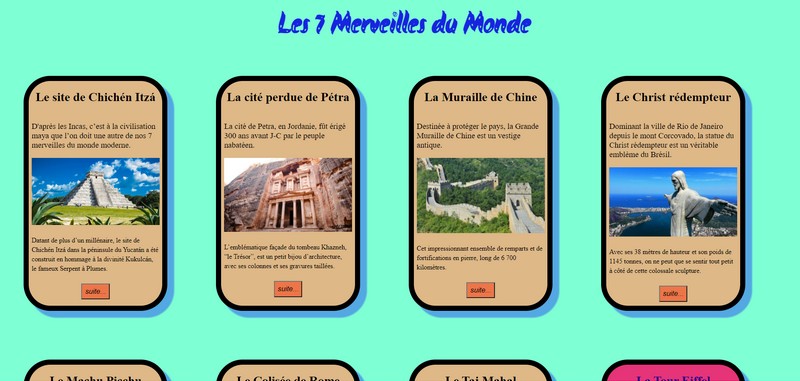 Les 7 Merveilles du Monde
Le site de Chichén Itzá
D'après les Incas, c'est à la civilisation
maya que l'on doit une autre de nos 7
merveilles du monde moderne.
Datant de plus d'un millénaire, le site de
Chichén Itzá dans la péninsule du Yucatán a été
construit en hommage à la divinité Kukulcán,
le fameux Serpent à Plumes.
suite...
La cité perdue de Pétra
La cité de Petra, en Jordanie, fût érigé
300 ans avant J-C par le peuple
nabatéen.
L'emblématique façade du tombeau Khazneh,
"le Trésor", est un petit bijou d'architecture,
avec ses colonnes et ses gravures taillées.
suite...
La Muraille de Chine
Destinée à protéger le pays, la Grande
Muraille de Chine est un vestige
antique.
Cet impressionnant ensemble de remparts et de
fortifications en pierre, long de 6 700
kilomètres.
suite...
Le Christ rédempteur
Dominant la ville de Rio de Janeiro
depuis le mont Corcovado, la statue du
Christ rédempteur est un véritable
emblème du Brésil.
Avec ses 38 mètres de hauteur et son poids de
1145 tonnes, on ne peut que se sentir tout petit
à côté de cette colossale sculpture.
suite...
Le Machu Picchu
Le Colisée de Rome
Le Taj Mahal
La Tour Eiffel